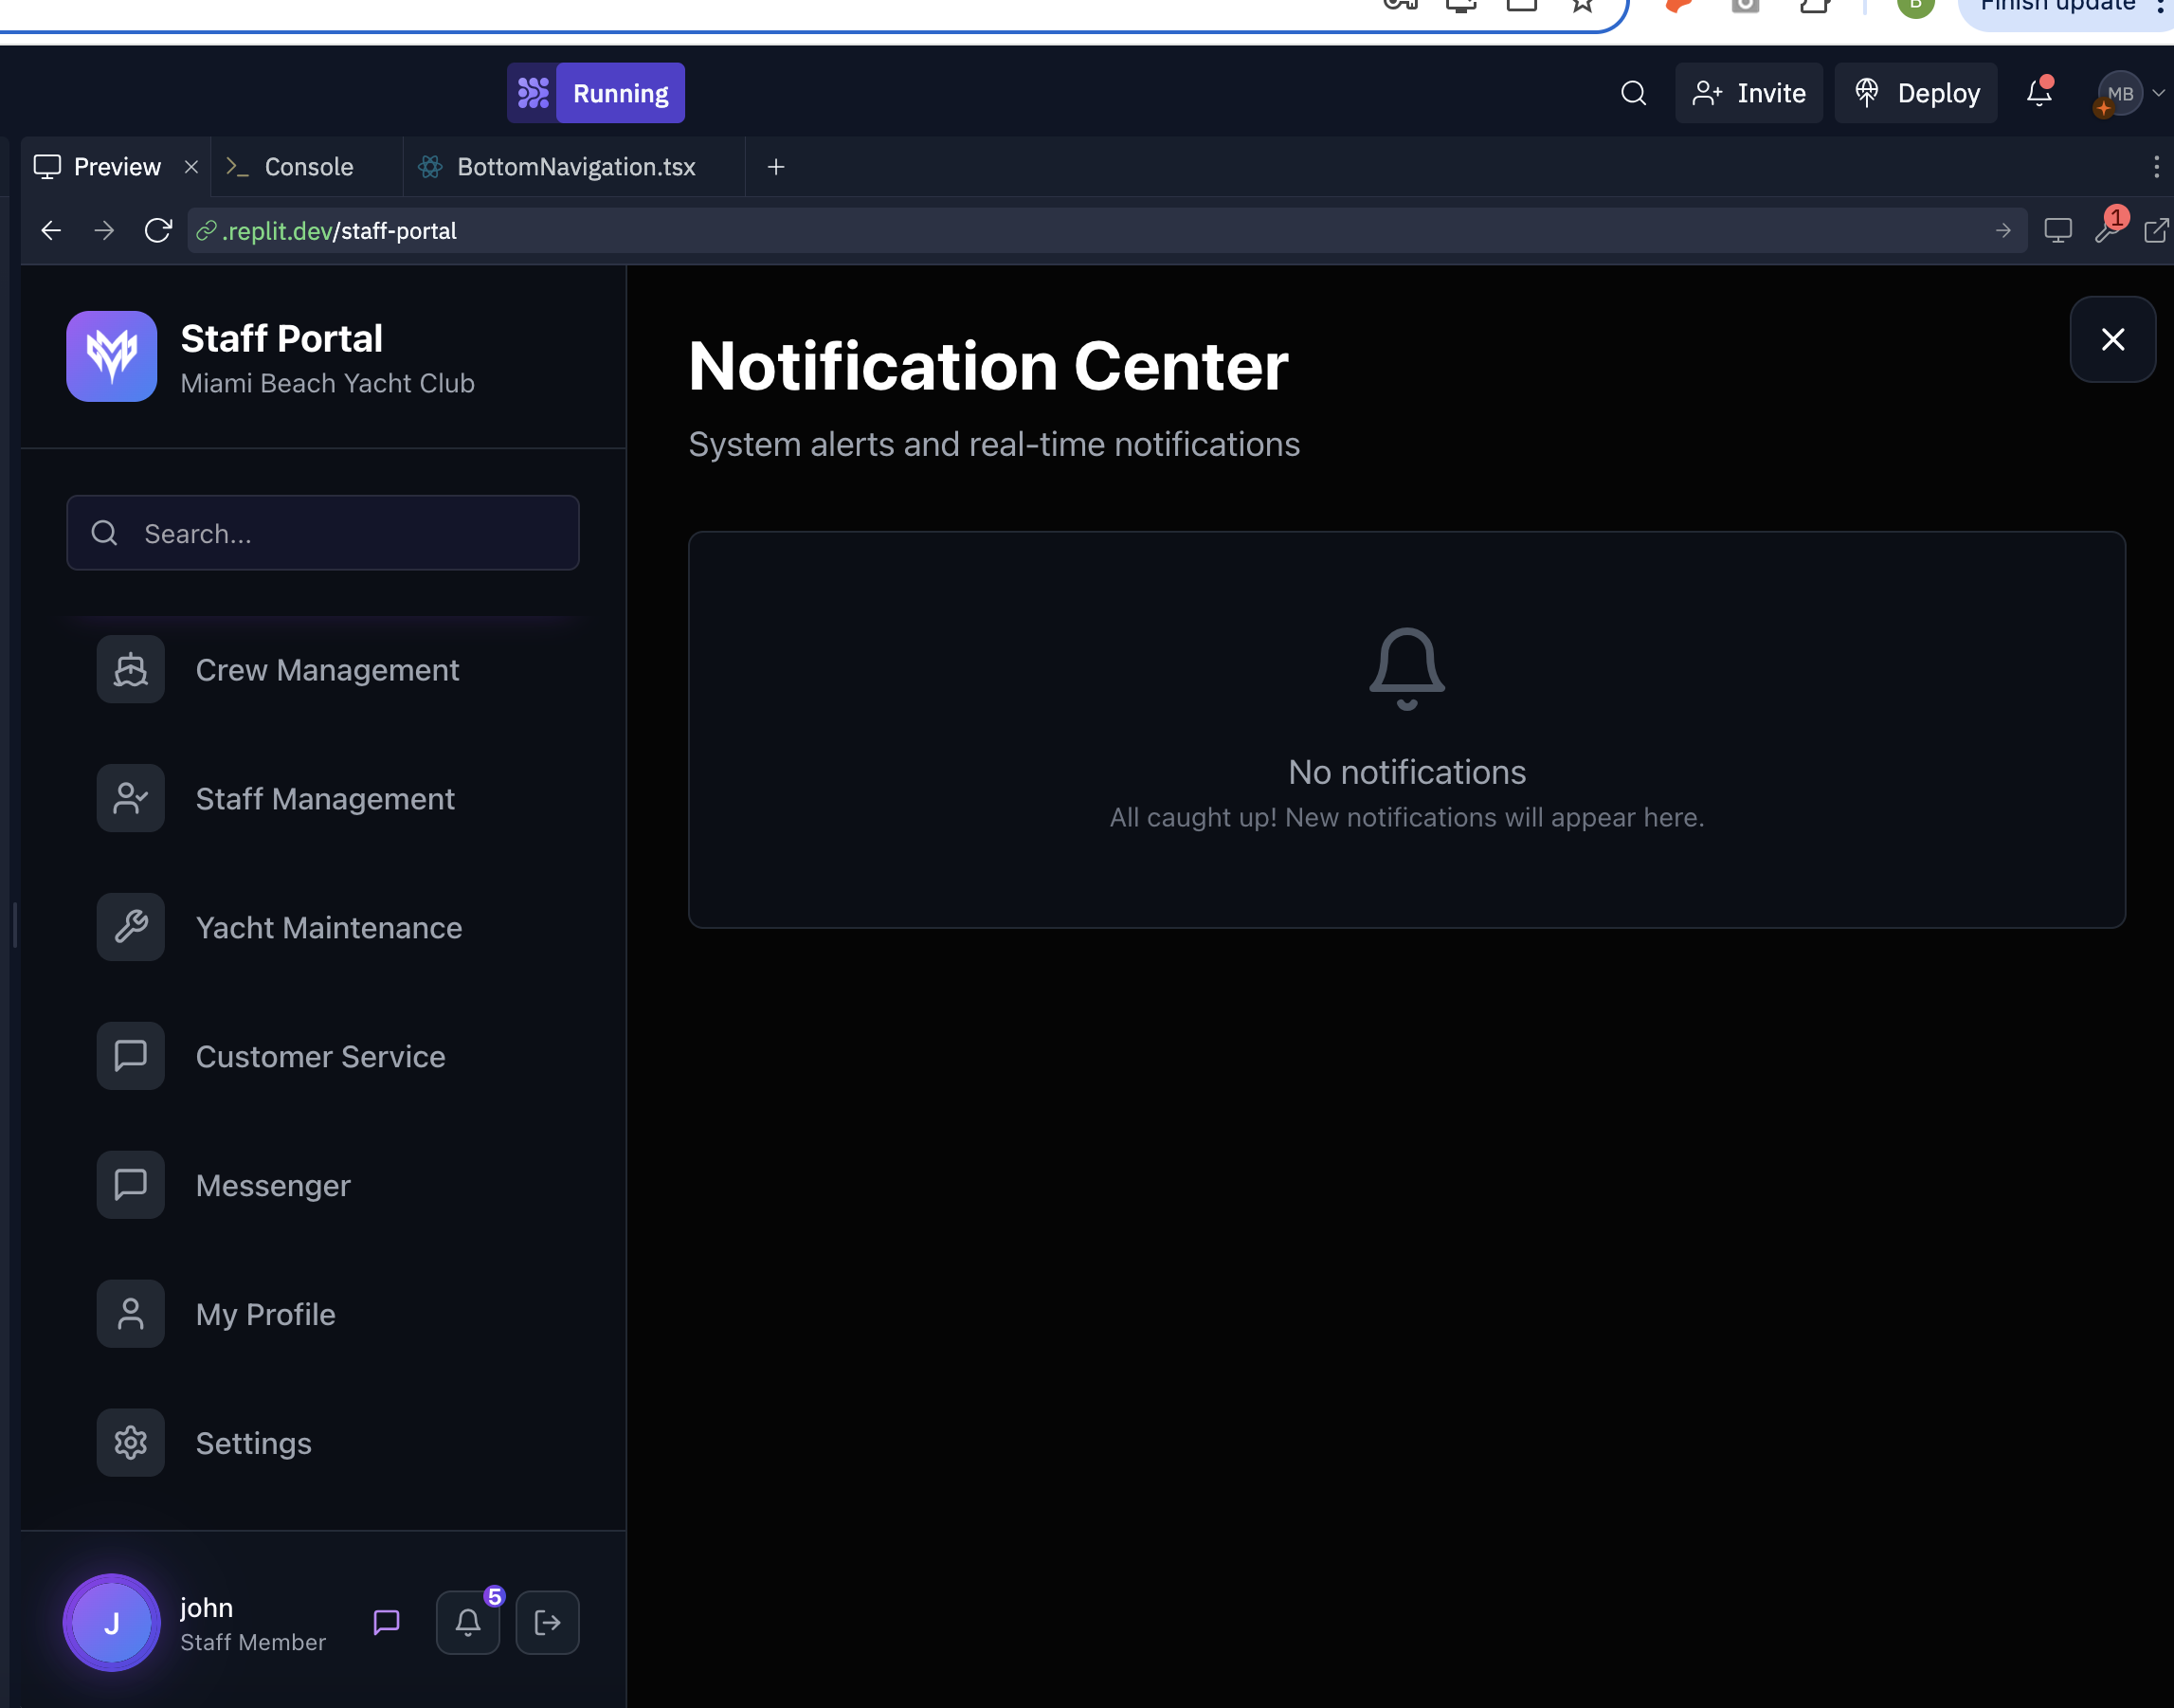 B
Finish update
Running
Invite
Deploy
MB
Preview
Console
BottomNavigation.tsx
.replit.dev/staff-portal
1
Staff Portal
Miami Beach Yacht Club
Search...
Crew Management
Staff Management
Yacht Maintenance
Customer Service
Messenger
My Profile
Settings
J
john
Staff Member
5
Notification Center
System alerts and real-time notifications
No notifications
All caught up! New notifications will appear here.